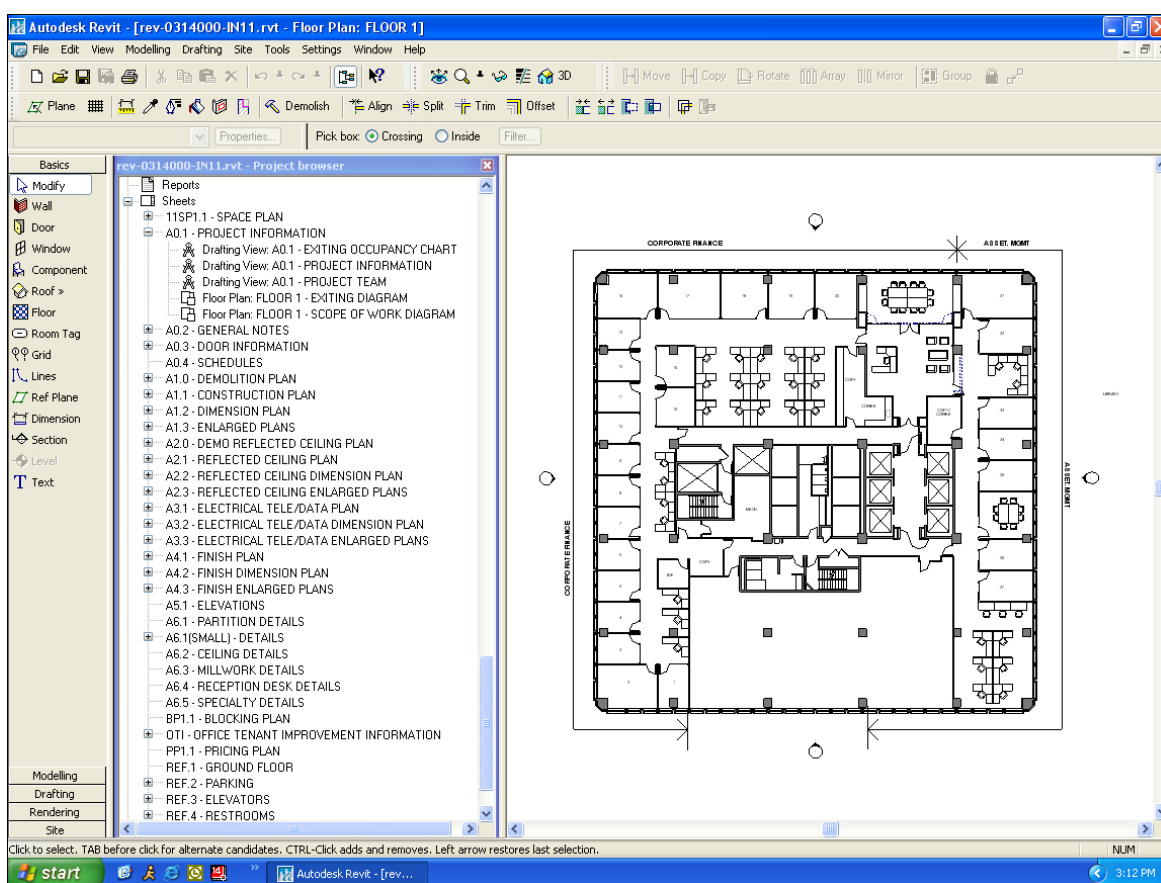 Autodesk Revit - [rev-0314000-IN11.rvt - Floor Plan: FLOOR 1]
File Edit View Modelling Drafting Site Tools Settings Window Help
3D Move Copy Rotate Array Mirror Group
Plane Demolish Align Split Trim Offset
Properties... Pick box: Crossing Inside Filter...
Basics
Modify
Wall
Door
Window
Component
Roof »
Floor
Room Tag
Grid
Lines
Ref Plane
Dimension
Section
Level
Text
Modelling
Drafting
Rendering
Site
rev-0314000-IN11.rvt - Project browser
Reports
Sheets
11SP1.1 - SPACE PLAN
A0.1 - PROJECT INFORMATION
Drafting View: A0.1 - EXITING OCCUPANCY CHART
Drafting View: A0.1 - PROJECT INFORMATION
Drafting View: A0.1 - PROJECT TEAM
Floor Plan: FLOOR 1 - EXITING DIAGRAM
Floor Plan: FLOOR 1 - SCOPE OF WORK DIAGRAM
A0.2 - GENERAL NOTES
A0.3 - DOOR INFORMATION
A0.4 - SCHEDULES
A1.0 - DEMOLITION PLAN
A1.1 - CONSTRUCTION PLAN
A1.2 - DIMENSION PLAN
A1.3 - ENLARGED PLANS
A2.0 - DEMO REFLECTED CEILING PLAN
A2.1 - REFLECTED CEILING PLAN
A2.2 - REFLECTED CEILING DIMENSION PLAN
A2.3 - REFLECTED CEILING ENLARGED PLANS
A3.1 - ELECTRICAL TELE/DATA PLAN
A3.2 - ELECTRICAL TELE/DATA DIMENSION PLAN
A3.3 - ELECTRICAL TELE/DATA ENLARGED PLANS
A4.1 - FINISH PLAN
A4.2 - FINISH DIMENSION PLAN
A4.3 - FINISH ENLARGED PLANS
A5.1 - ELEVATIONS
A6.1 - PARTITION DETAILS
A6.1(SMALL) - DETAILS
A6.2 - CEILING DETAILS
A6.3 - MILLWORK DETAILS
A6.4 - RECEPTION DESK DETAILS
A6.5 - SPECIALTY DETAILS
BP1.1 - BLOCKING PLAN
OTI - OFFICE TENANT IMPROVEMENT INFORMATION
PP1.1 - PRICING PLAN
REF.1 - GROUND FLOOR
REF.2 - PARKING
REF.3 - ELEVATORS
REF.4 - RESTROOMS
CORPORATE FINANCE
ASSET. MGMT
CORPORATE FINANCE
ASSET. MGMT
COPY
COPY
Click to select. TAB before click for alternate candidates. CTRL-Click adds and removes. Left arrow restores last selection.
NUM
start
Autodesk Revit - [rev...
3:12 PM